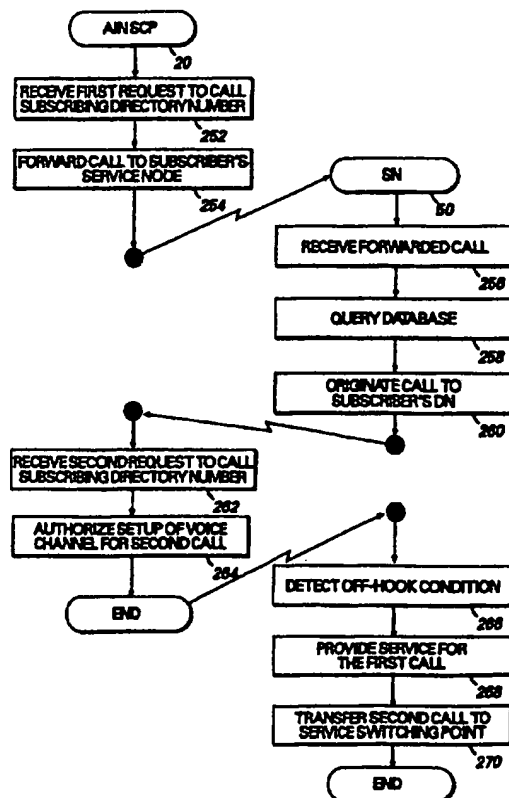 AIN SCP
20
RECEIVE FIRST REQUEST TO CALL
SUBSCRIBING DIRECTORY NUMBER
252
FORWARD CALL TO SUBSCRIBER'S
SERVICE NODE
254
SN
50
RECEIVE FORWARDED CALL
256
QUERY DATABASE
258
ORIGINATE CALL TO
SUBSCRIBER'S DN
260
RECEIVE SECOND REQUEST TO CALL
SUBSCRIBING DIRECTORY NUMBER
262
AUTHORIZE SETUP OF VOICE
CHANNEL FOR SECOND CALL
264
END
DETECT OFF-HOOK CONDITION
266
PROVIDE SERVICE FOR
THE FIRST CALL
268
TRANSFER SECOND CALL TO
SERVICE SWITCHING POINT
270
END